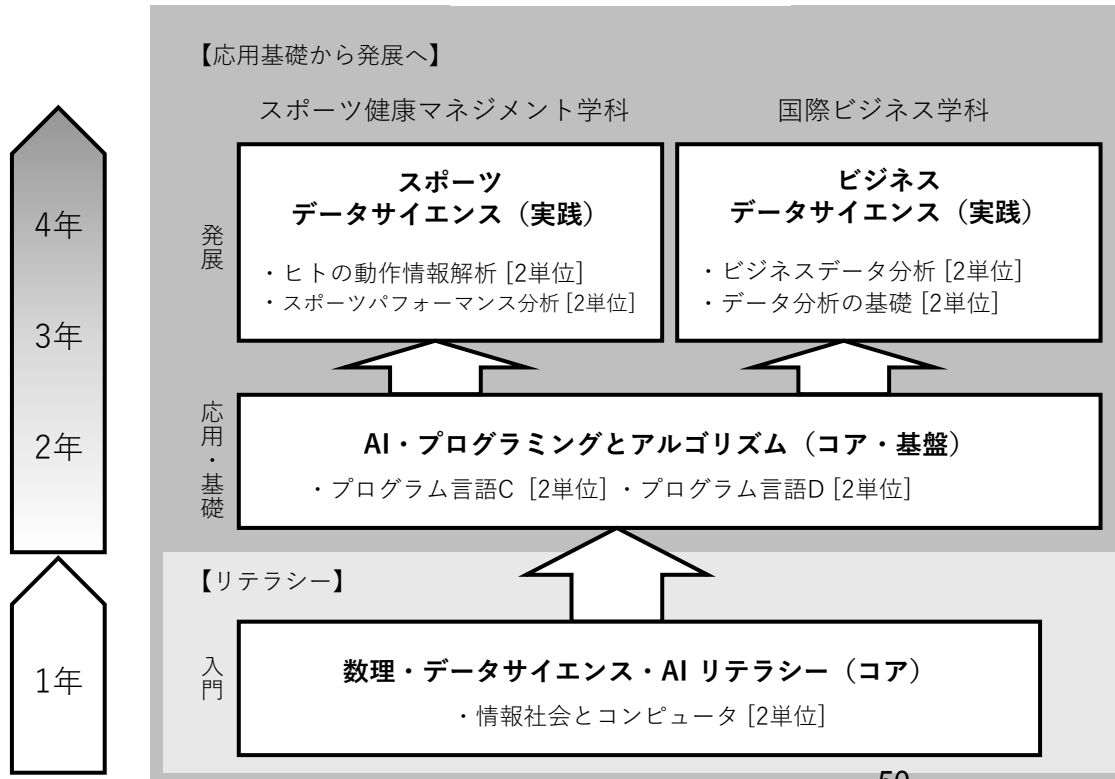 【応用基礎から発展へ】
スポーツ健康マネジメント学科
国際ビジネス学科
スポーツ
データサイエンス（実践）
・ヒトの動作情報解析 [2単位]
・スポーツパフォーマンス分析 [2単位]
ビジネス
データサイエンス（実践）
・ビジネスデータ分析 [2単位]
・データ分析の基礎 [2単位]
発展
4年
3年
2年
応用・基礎
AI・プログラミングとアルゴリズム（コア・基盤）
・プログラム言語C [2単位] ・プログラム言語D [2単位]
【リテラシー】
1年
入門
数理・データサイエンス・AI リテラシー（コア）
・情報社会とコンピュータ [2単位]